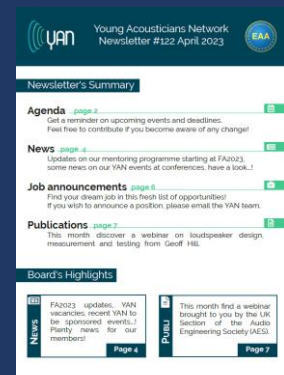 YAN
Young Acousticians Network
Newsletter #122 April 2023
EAA
Newsletter's Summary
Agenda page 2
Get a reminder on upcoming events and deadlines.
Feel free to contribute if you become aware of any change!
News page 4
Updates on our mentoring programme starting at FA2023,
some news on our YAN events at conferences, have a look..!
Job announcements page 6
Find your dream job in this fresh list of opportunities!
If you wish to announce a position, please email the YAN team.
Publications page 7
This month discover a webinar on loudspeaker design,
measurement and testing from Geoff Hill.
Board's Highlights
NEWS
FA2023 updates, YAN
vacancies, recent YAN to
be sponsored events..!
Plenty news for our
members!
Page 4
PUBLI
This month find a webinar
brought to you by the UK
Section of the Audio
Engineering Society (AES).
Page 7